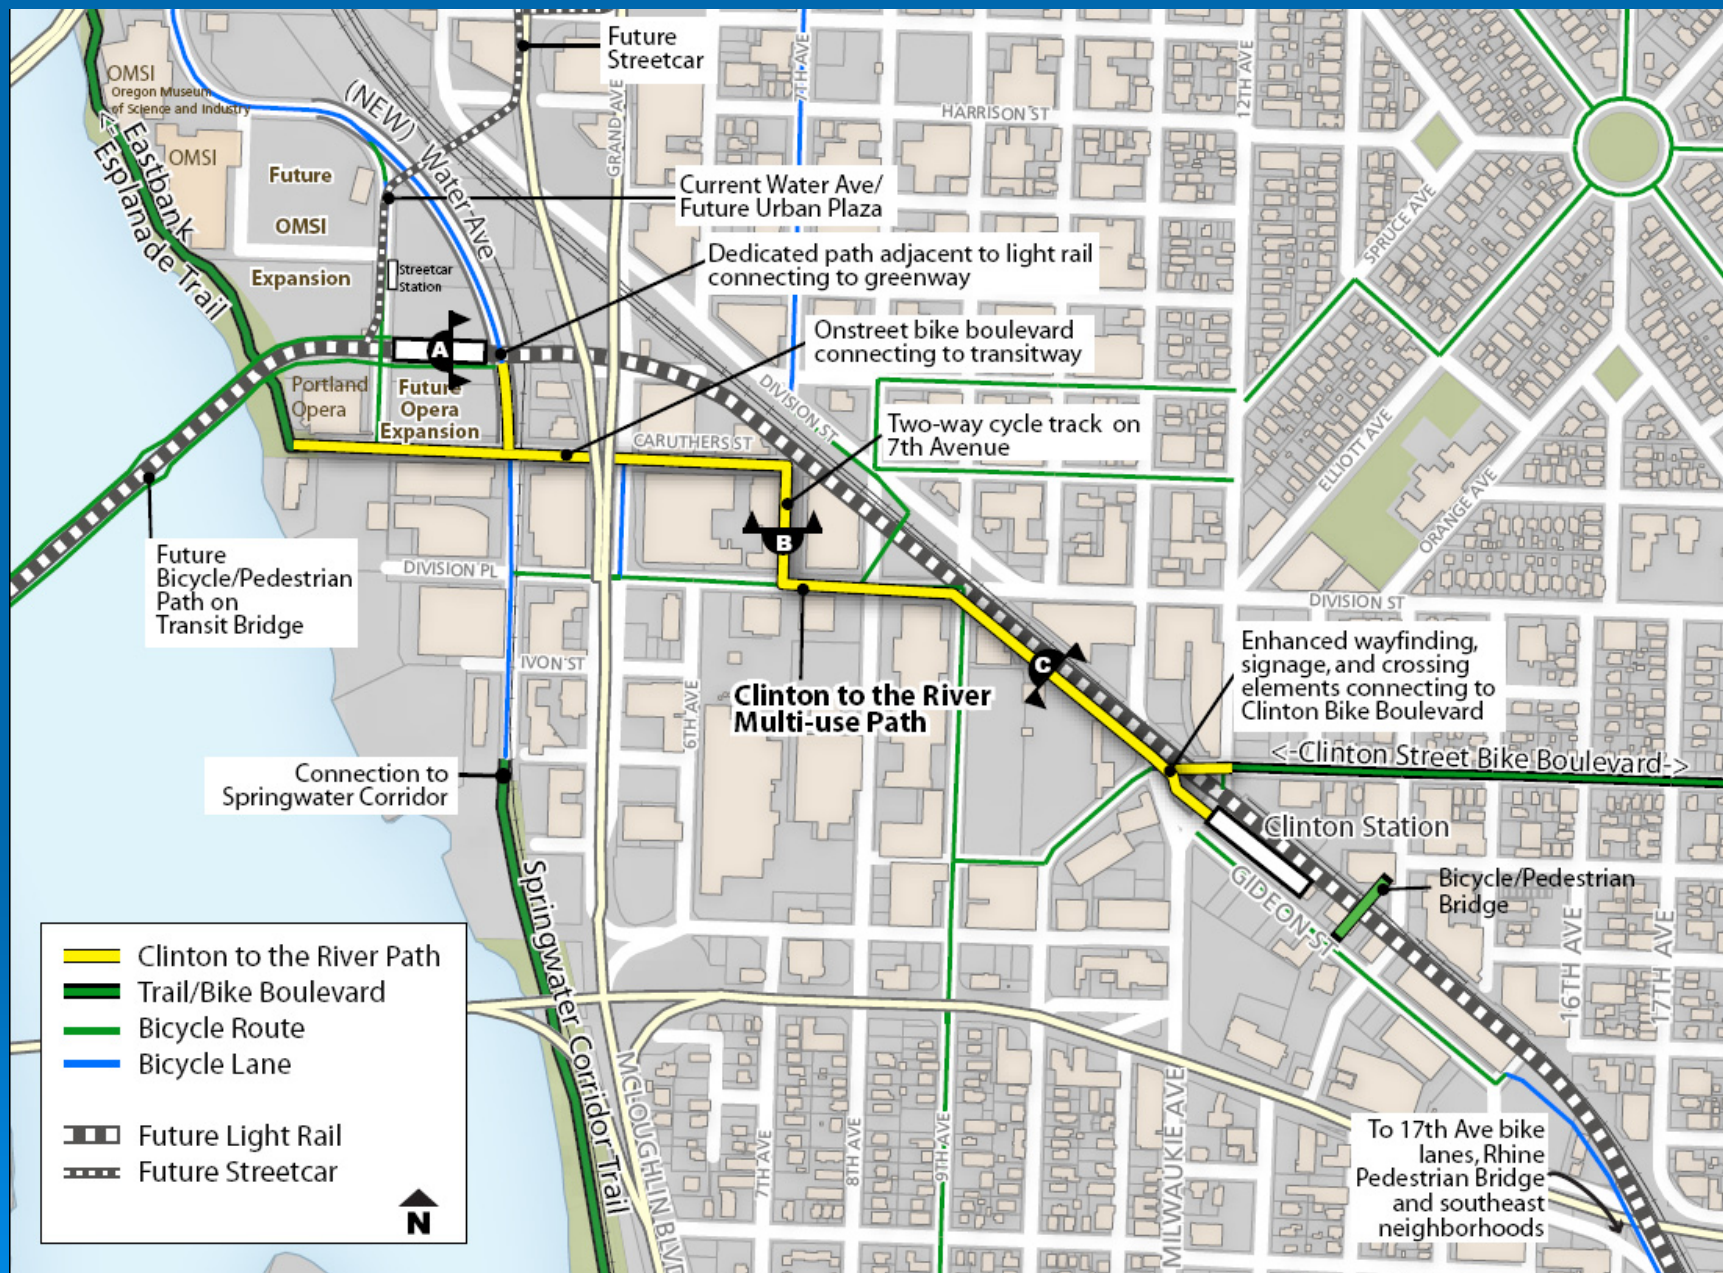 Future
Streetcar
OMSI
Oregon Museum
of Science and Industry
OMSI
Future
OMSI
Expansion
<- Eastbank
Esplanade Trail
(NEW) Water Ave
GRAND AVE
7TH AVE
12TH AVE
HARRISON ST
SPRUCE AVE
Current Water Ave/
Future Urban Plaza
Dedicated path adjacent to light rail
connecting to greenway
Streetcar
Station
Onstreet bike boulevard
connecting to transitway
A
Portland
Opera
Future
Opera
Expansion
DIVISION ST
CARUTHERS ST
Two-way cycle track on
7th Avenue
ELLIOTT AVE
ORANGE AVE
B
Future
Bicycle/Pedestrian
Path on
Transit Bridge
DIVISION PL
DIVISION ST
IVON ST
6TH AVE
C
Clinton to the River
Multi-use Path
Enhanced wayfinding,
signage, and crossing
elements connecting to
Clinton Bike Boulevard
<-Clinton Street Bike Boulevard->
Connection to
Springwater Corridor
Clinton Station
GIDEON ST
Bicycle/Pedestrian
Bridge
16TH AVE
17TH AVE
Springwater Corridor Trail
MCLOUGHLIN BLVD
7TH AVE
8TH AVE
9TH AVE
MILWAUKIE AVE
To 17th Ave bike
lanes, Rhine
Pedestrian Bridge
and southeast
neighborhoods
Clinton to the River Path
Trail/Bike Boulevard
Bicycle Route
Bicycle Lane
Future Light Rail
Future Streetcar
N